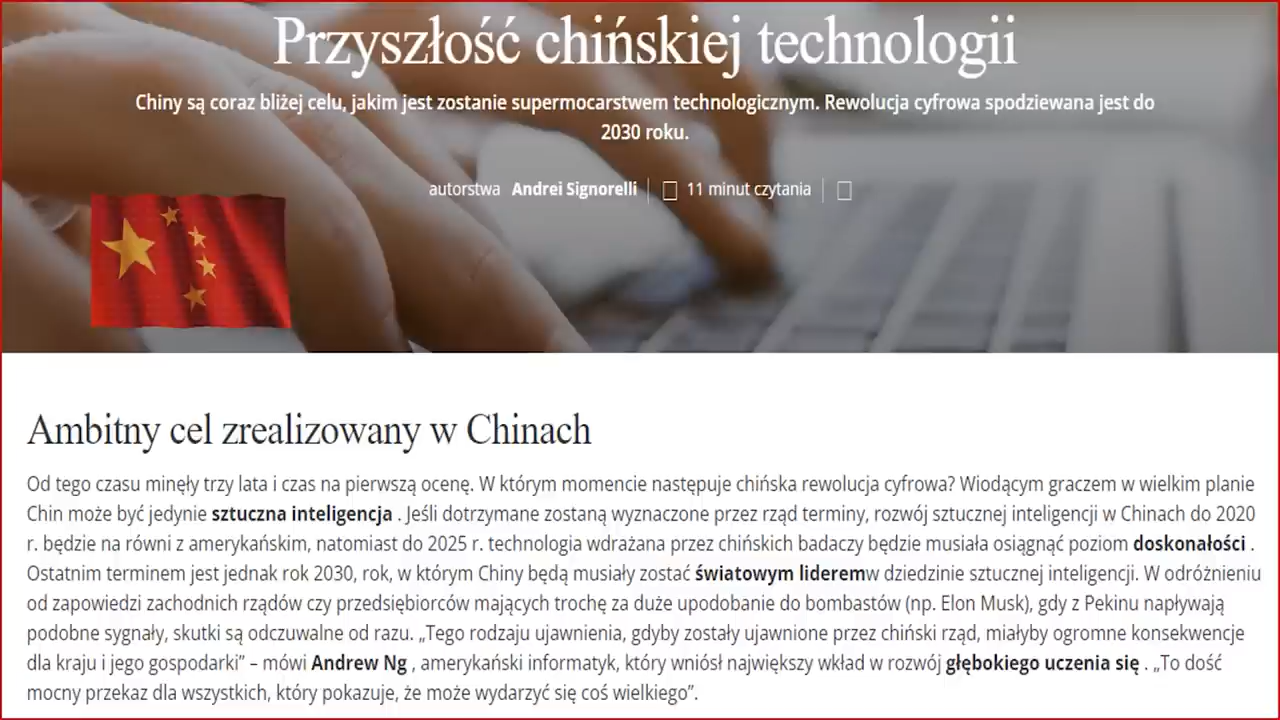 Przyszłość chińskiej technologii
Chiny są coraz bliżej celu, jakim jest zostanie supermocarstwem technologicznym. Rewolucja cyfrowa spodziewana jest do
2030 roku.
autorstwa Andrei Signorelli | 11 minut czytania |
Ambitny cel zrealizowany w Chinach
Od tego czasu minęły trzy lata i czas na pierwszą ocenę. W którym momencie następuje chińska rewolucja cyfrowa? Wiodącym graczem w wielkim planie
Chin może być jedynie sztuczna inteligencja . Jeśli dotrzymane zostaną wyznaczone przez rząd terminy, rozwój sztucznej inteligencji w Chinach do 2020
r. będzie na równi z amerykańskim, natomiast do 2025 r. technologia wdrażana przez chińskich badaczy będzie musiała osiągnąć poziom doskonałości .
Ostatnim terminem jest jednak rok 2030, rok, w którym Chiny będą musiały zostać światowym lideremw dziedzinie sztucznej inteligencji. W odróżnieniu
od zapowiedzi zachodnich rządów czy przedsiębiorców mających trochę za duże upodobanie do bombastów (np. Elon Musk), gdy z Pekinu napływają
podobne sygnały, skutki są odczuwalne od razu. „Tego rodzaju ujawnienia, gdyby zostały ujawnione przez chiński rząd, miałyby ogromne konsekwencje
dla kraju i jego gospodarki” – mówi Andrew Ng , amerykański informatyk, który wniósł największy wkład w rozwój głębokiego uczenia się . „To dość
mocny przekaz dla wszystkich, który pokazuje, że może wydarzyć się coś wielkiego”.